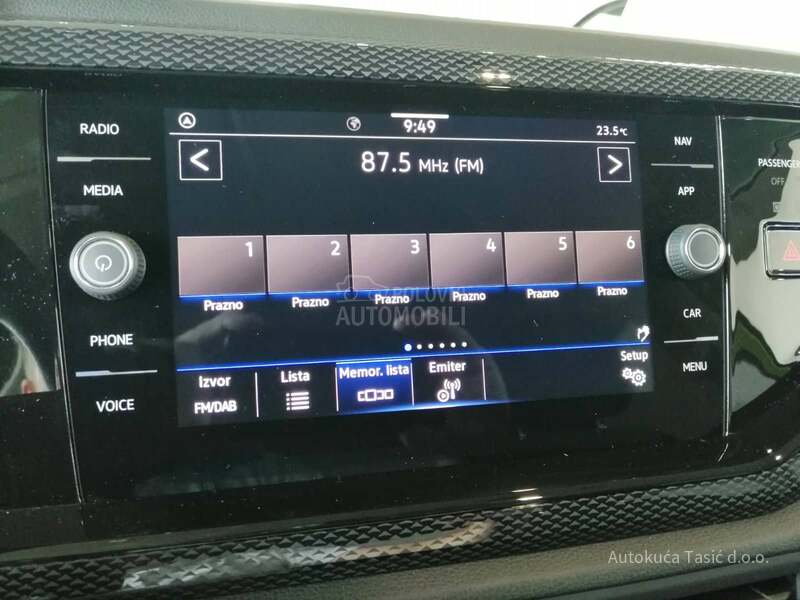 RADIO
MEDIA
PHONE
VOICE
9:49
23.5°C
87.5 MHz (FM)
1 2 3 4 5 6
Prazno Prazno Prazno Prazno Prazno Prazno
POLOVNI
AUTOMOBILI
Izvor
FM/DAB
Lista
Memor. lista
Emiter
Setup
NAV
APP
CAR
MENU
PASSENGER
OFF
Autokuća Tasić d.o.o.